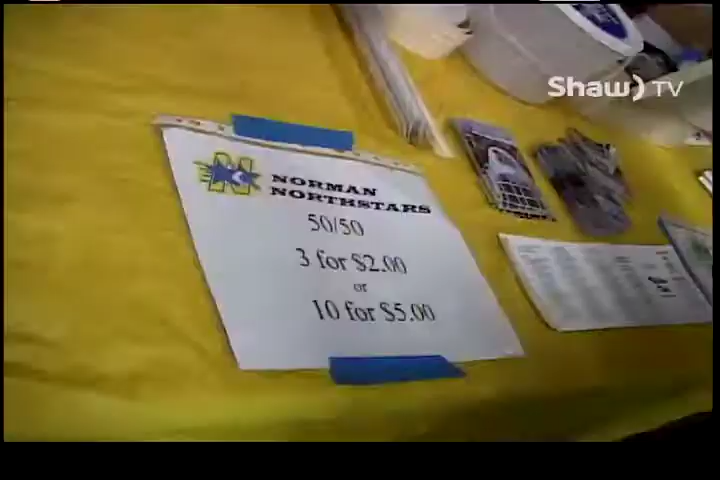 Shaw) TV
N
NORMAN
NORTHSTARS
50/50
3 for $2.00
or
10 for $5.00